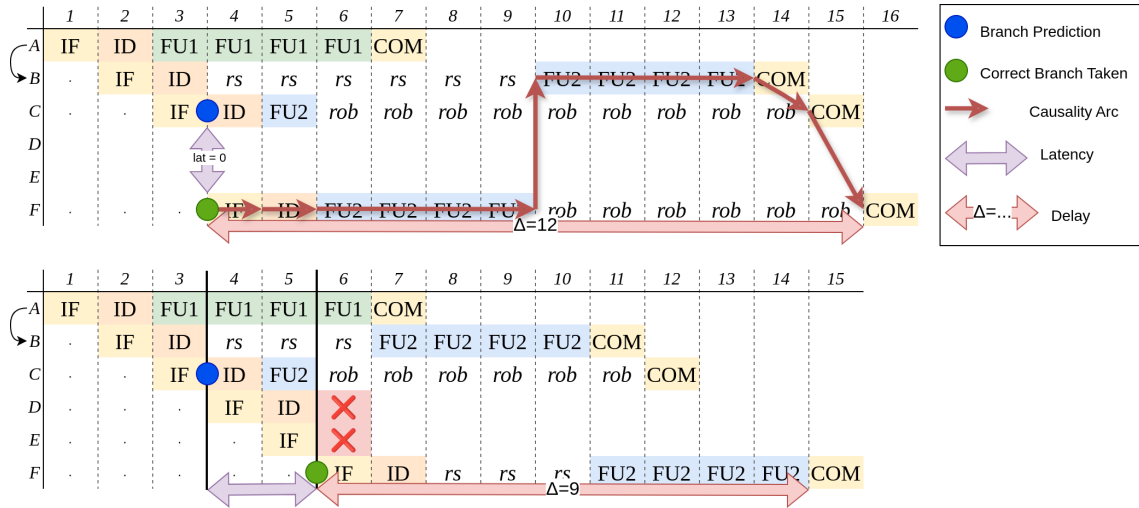 1 2 3 4 5 6 7 8 9 10 11 12 13 14 15 16
A IF ID FU1 FU1 FU1 FU1 COM
B . IF ID rs rs rs rs rs rs FU2 FU2 FU2 FU2 COM
C . . IF ID FU2 rob rob rob rob rob rob rob rob rob COM
D
lat = 0
E
F . . . IF ID FU2 FU2 FU2 FU2 rob rob rob rob rob rob COM
Δ=12
Branch Prediction
Correct Branch Taken
Causality Arc
Latency
Δ=... Delay
1 2 3 4 5 6 7 8 9 10 11 12 13 14 15
A IF ID FU1 FU1 FU1 FU1 COM
B . IF ID rs rs rs FU2 FU2 FU2 FU2 COM
C . . IF ID FU2 rob rob rob rob rob rob COM
D . . . IF ID
E . . . . IF
F . . . . . IF ID rs rs rs FU2 FU2 FU2 FU2 COM
Δ=9